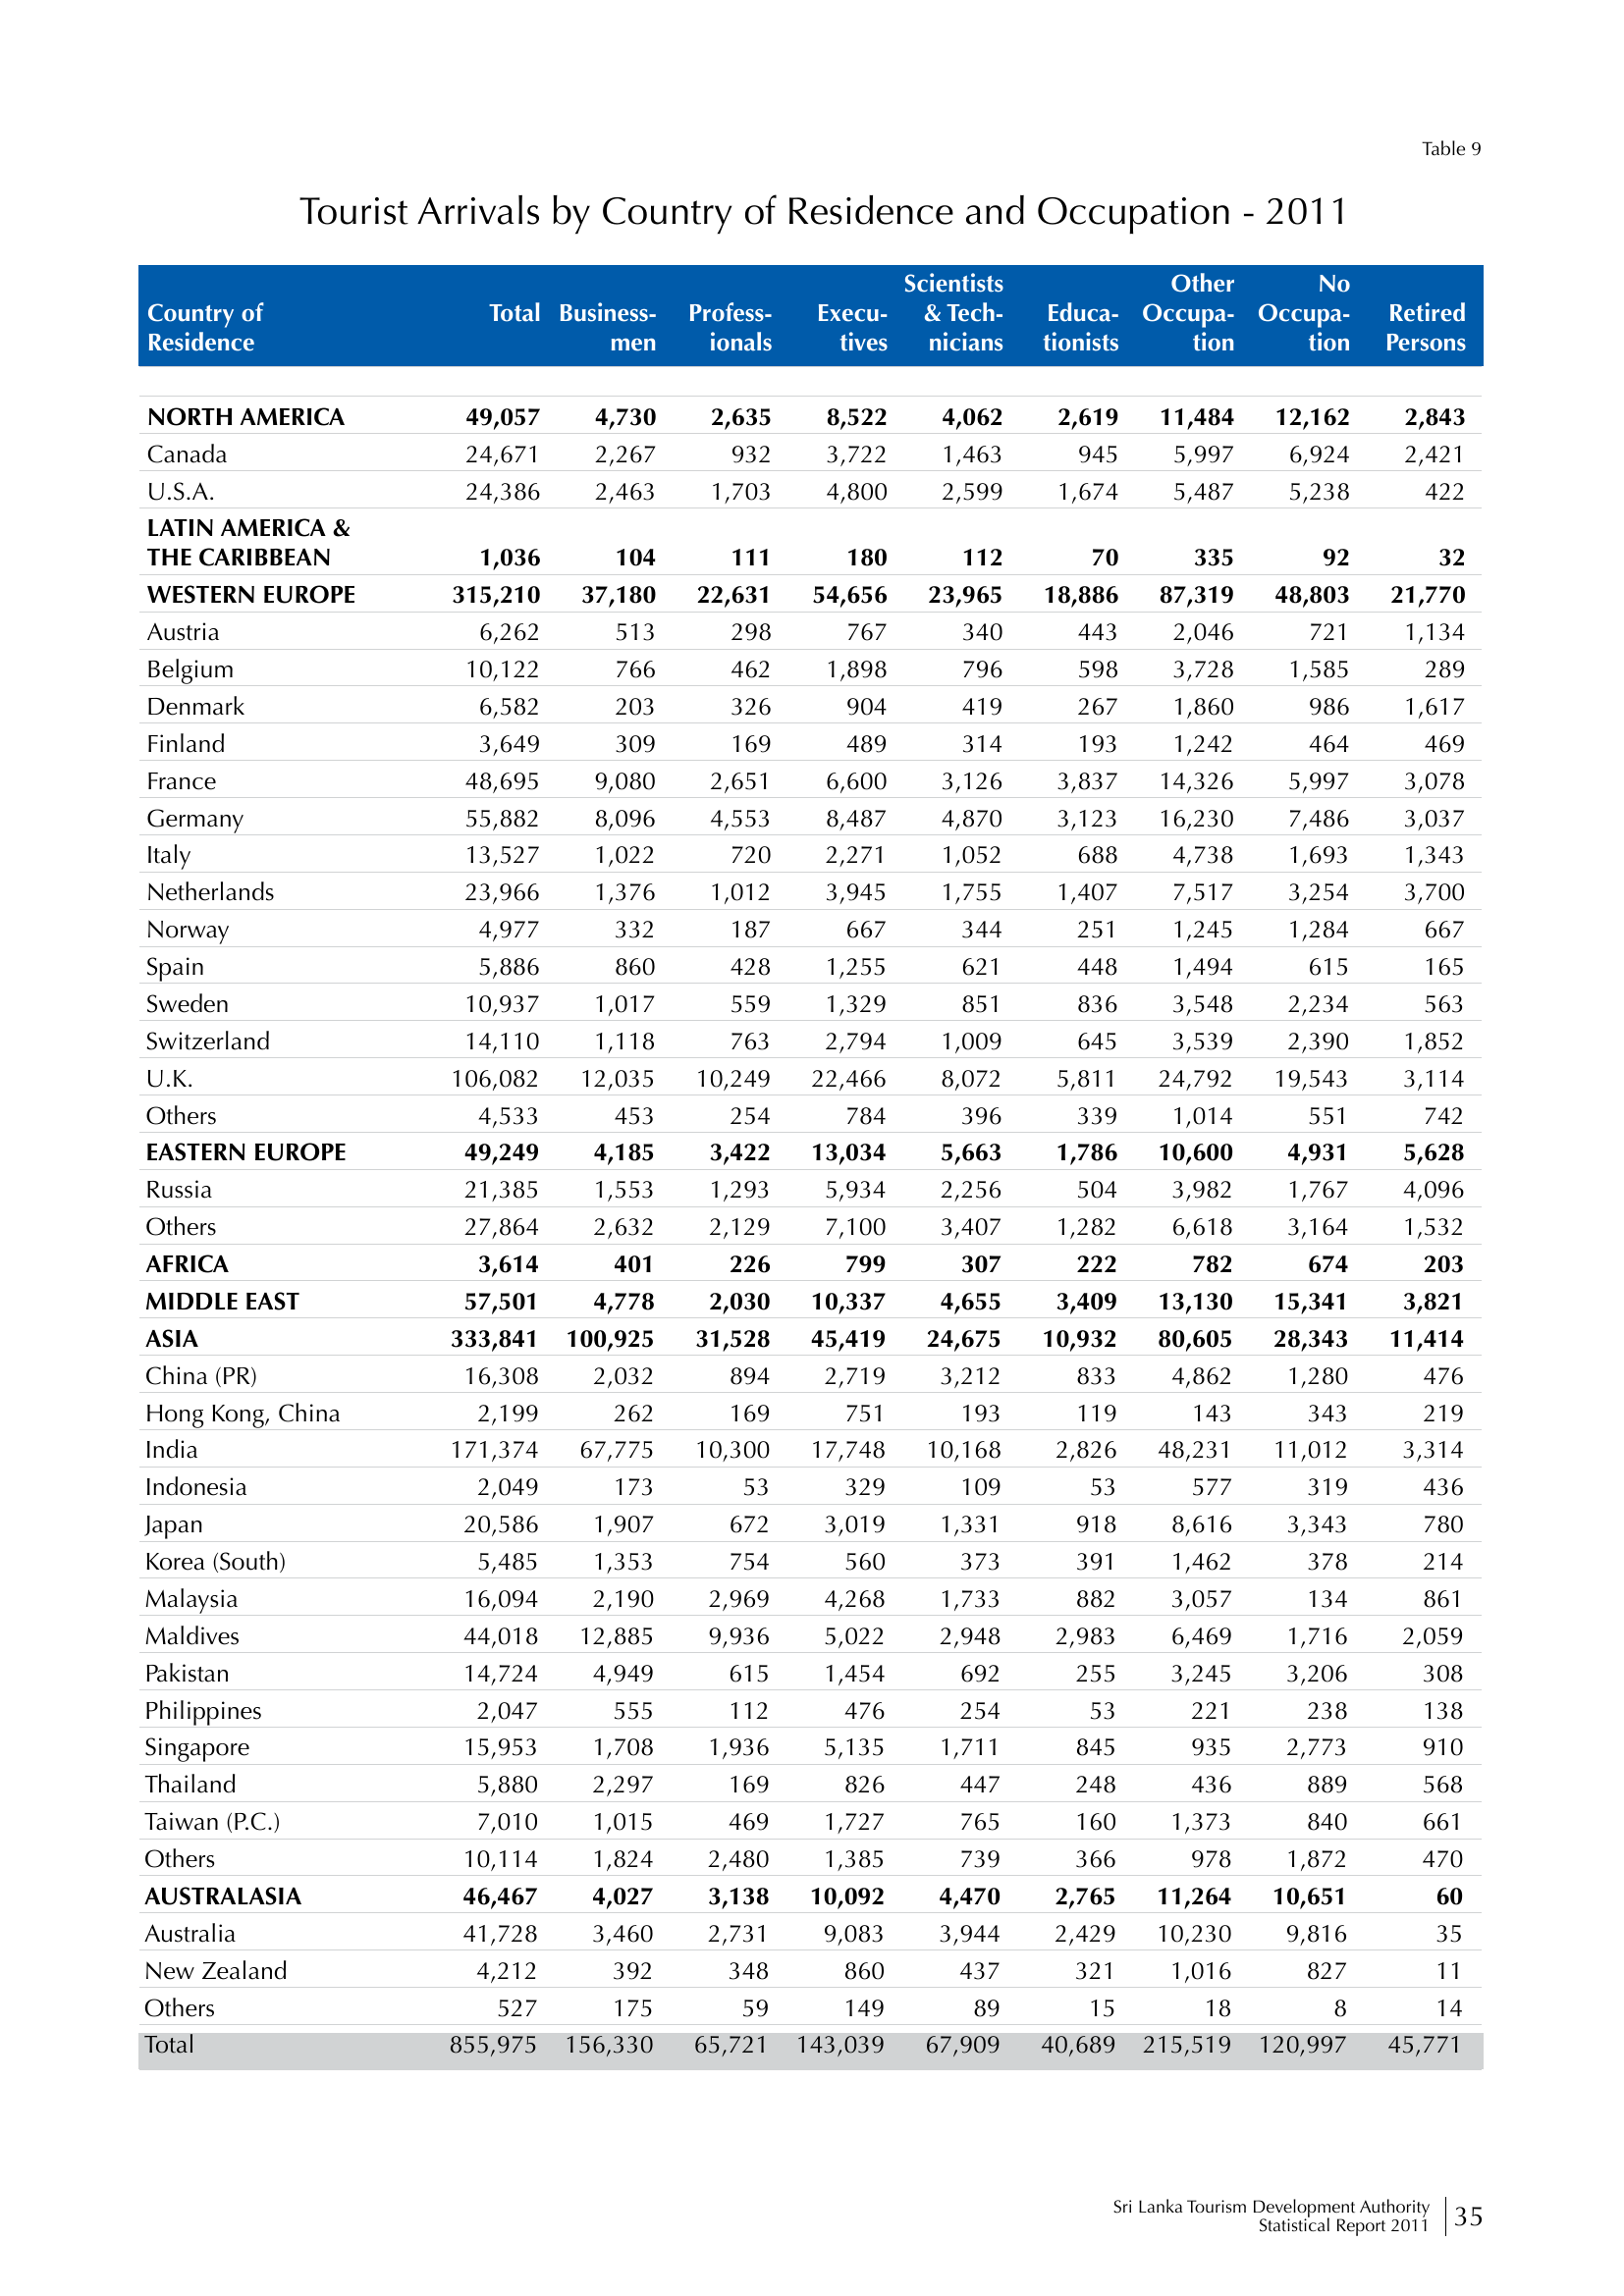 Table 9
Tourist Arrivals by Country of Residence and Occupation - 2011
Scientists Other No
Country of Total Business- Profess- Execu- & Tech- Educa- Occupa- Occupa- Retired
Residence men ionals tives nicians tionists tion tion Persons
NORTH AMERICA 49,057 4,730 2,635 8,522 4,062 2,619 11,484 12,162 2,843
Canada 24,671 2,267 932 3,722 1,463 945 5,997 6,924 2,421
U.S.A. 24,386 2,463 1,703 4,800 2,599 1,674 5,487 5,238 422
LATIN AMERICA &
THE CARIBBEAN 1,036 104 111 180 112 70 335 92 32
WESTERN EUROPE 315,210 37,180 22,631 54,656 23,965 18,886 87,319 48,803 21,770
Austria 6,262 513 298 767 340 443 2,046 721 1,134
Belgium 10,122 766 462 1,898 796 598 3,728 1,585 289
Denmark 6,582 203 326 904 419 267 1,860 986 1,617
Finland 3,649 309 169 489 314 193 1,242 464 469
France 48,695 9,080 2,651 6,600 3,126 3,837 14,326 5,997 3,078
Germany 55,882 8,096 4,553 8,487 4,870 3,123 16,230 7,486 3,037
Italy 13,527 1,022 720 2,271 1,052 688 4,738 1,693 1,343
Netherlands 23,966 1,376 1,012 3,945 1,755 1,407 7,517 3,254 3,700
Norway 4,977 332 187 667 344 251 1,245 1,284 667
Spain 5,886 860 428 1,255 621 448 1,494 615 165
Sweden 10,937 1,017 559 1,329 851 836 3,548 2,234 563
Switzerland 14,110 1,118 763 2,794 1,009 645 3,539 2,390 1,852
U.K. 106,082 12,035 10,249 22,466 8,072 5,811 24,792 19,543 3,114
Others 4,533 453 254 784 396 339 1,014 551 742
EASTERN EUROPE 49,249 4,185 3,422 13,034 5,663 1,786 10,600 4,931 5,628
Russia 21,385 1,553 1,293 5,934 2,256 504 3,982 1,767 4,096
Others 27,864 2,632 2,129 7,100 3,407 1,282 6,618 3,164 1,532
AFRICA 3,614 401 226 799 307 222 782 674 203
MIDDLE EAST 57,501 4,778 2,030 10,337 4,655 3,409 13,130 15,341 3,821
ASIA 333,841 100,925 31,528 45,419 24,675 10,932 80,605 28,343 11,414
China (PR) 16,308 2,032 894 2,719 3,212 833 4,862 1,280 476
Hong Kong, China 2,199 262 169 751 193 119 143 343 219
India 171,374 67,775 10,300 17,748 10,168 2,826 48,231 11,012 3,314
Indonesia 2,049 173 53 329 109 53 577 319 436
Japan 20,586 1,907 672 3,019 1,331 918 8,616 3,343 780
Korea (South) 5,485 1,353 754 560 373 391 1,462 378 214
Malaysia 16,094 2,190 2,969 4,268 1,733 882 3,057 134 861
Maldives 44,018 12,885 9,936 5,022 2,948 2,983 6,469 1,716 2,059
Pakistan 14,724 4,949 615 1,454 692 255 3,245 3,206 308
Philippines 2,047 555 112 476 254 53 221 238 138
Singapore 15,953 1,708 1,936 5,135 1,711 845 935 2,773 910
Thailand 5,880 2,297 169 826 447 248 436 889 568
Taiwan (P.C.) 7,010 1,015 469 1,727 765 160 1,373 840 661
Others 10,114 1,824 2,480 1,385 739 366 978 1,872 470
AUSTRALASIA 46,467 4,027 3,138 10,092 4,470 2,765 11,264 10,651 60
Australia 41,728 3,460 2,731 9,083 3,944 2,429 10,230 9,816 35
New Zealand 4,212 392 348 860 437 321 1,016 827 11
Others 527 175 59 149 89 15 18 8 14
Total 855,975 156,330 65,721 143,039 67,909 40,689 215,519 120,997 45,771
Sri Lanka Tourism Development Authority
Statistical Report 2011
35